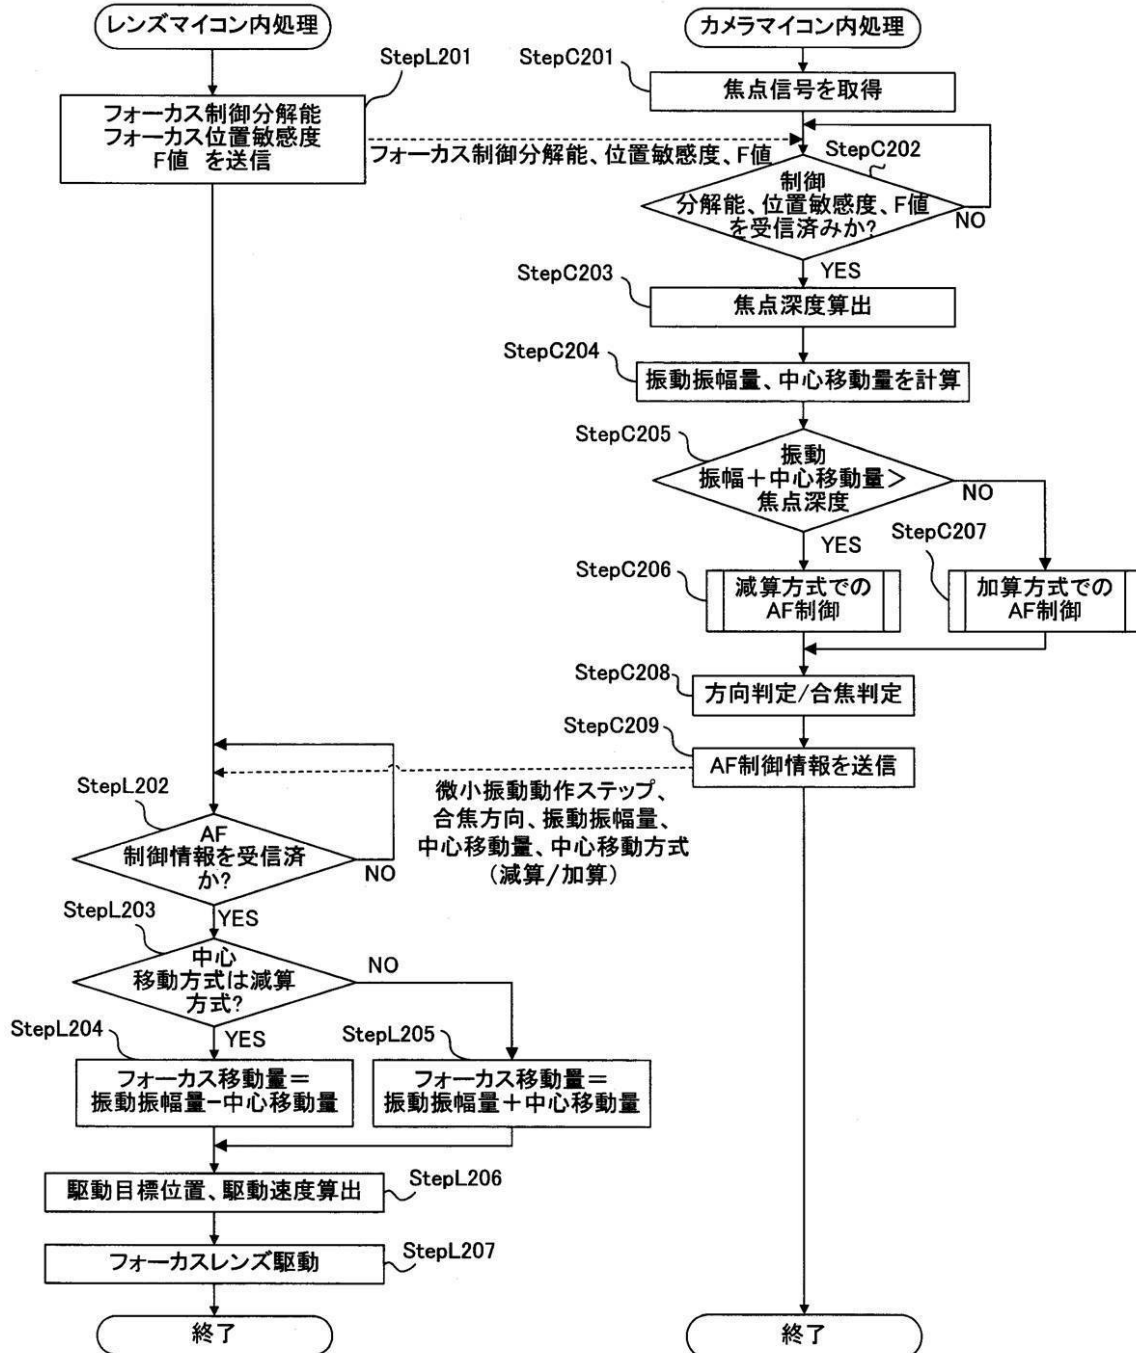 レンズマイコン内処理
StepL201
フォーカス制御分解能
フォーカス位置敏感度
F値 を送信
フォーカス制御分解能、位置敏感度、F値
カメラマイコン内処理
StepC201
焦点信号を取得
StepC202
制御
分解能、位置敏感度、F値
を受信済みか?
NO
YES
StepC203
焦点深度算出
StepC204
振動振幅量、中心移動量を計算
StepC205
振動
振幅+中心移動量>
焦点深度
NO
YES
StepC206
減算方式での
AF制御
StepC207
加算方式での
AF制御
StepC208
方向判定/合焦判定
StepC209
AF制御情報を送信
微小振動動作ステップ、
合焦方向、振動振幅量、
中心移動量、中心移動方式
(減算/加算)
StepL202
AF
制御情報を受信済
か?
NO
YES
StepL203
中心
移動方式は減算
方式?
NO
YES
StepL204
フォーカス移動量=
振動振幅量-中心移動量
StepL205
フォーカス移動量=
振動振幅量+中心移動量
駆動目標位置、駆動速度算出
StepL206
フォーカスレンズ駆動
StepL207
終了
終了